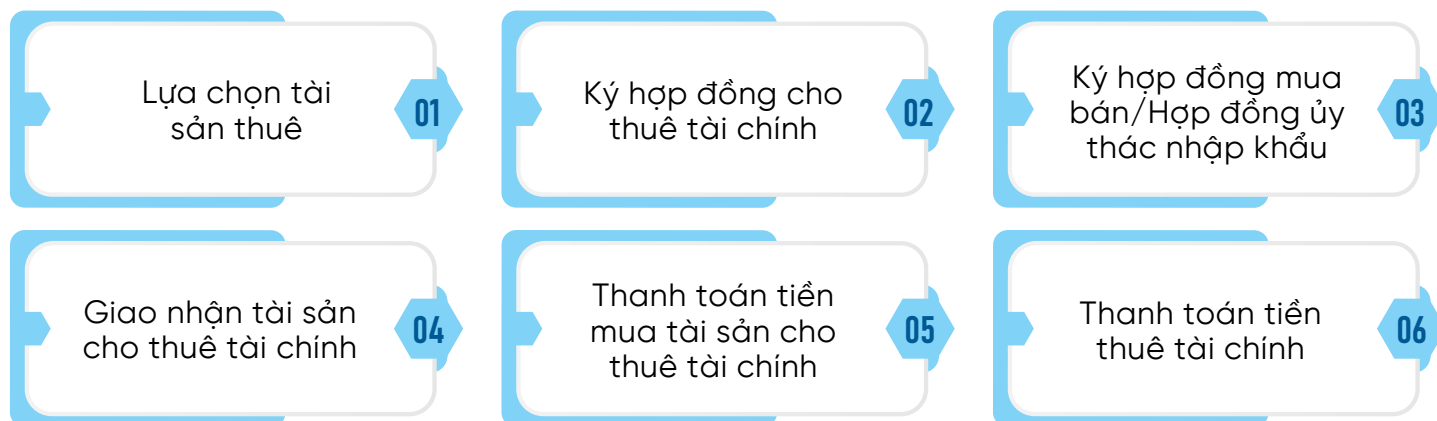 Lựa chọn tài
sản thuê
01
Ký hợp đồng cho
thuê tài chính
02
Ký hợp đồng mua
bán/Hợp đồng ủy
thác nhập khẩu
03
Giao nhận tài sản
cho thuê tài chính
04
Thanh toán tiền
mua tài sản cho
thuê tài chính
05
Thanh toán tiền
thuê tài chính
06